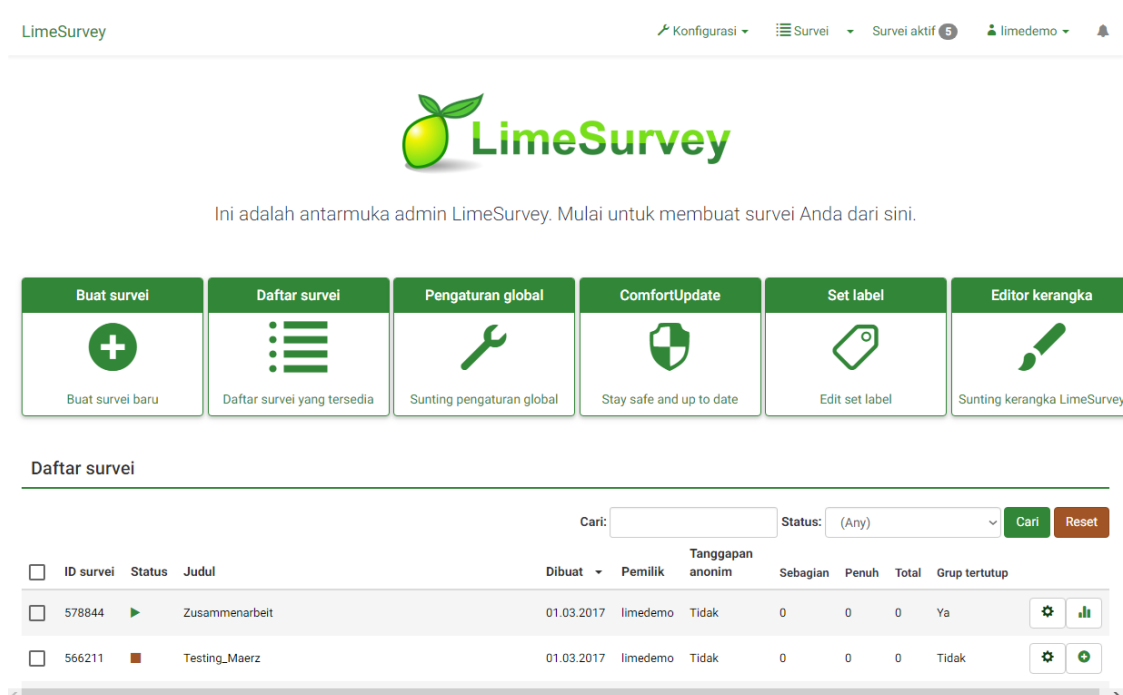 LimeSurvey
Konfigurasi
Survei
Survei aktif 5
limedemo
LimeSurvey
Ini adalah antarmuka admin LimeSurvey. Mulai untuk membuat survei Anda dari sini.
Buat survei
Buat survei baru
Daftar survei
Daftar survei yang tersedia
Pengaturan global
Sunting pengaturan global
ComfortUpdate
Stay safe and up to date
Set label
Edit set label
Editor kerangka
Sunting kerangka LimeSurvey
Daftar survei
Cari:
Status: (Any)
Cari
Reset
ID survei Status Judul Dibuat Pemilik Tanggapan anonim Sebagian Penuh Total Grup tertutup
578844 Zusammenarbeit 01.03.2017 limedemo Tidak 0 0 0 Ya
566211 Testing_Maerz 01.03.2017 limedemo Tidak 0 0 0 Tidak